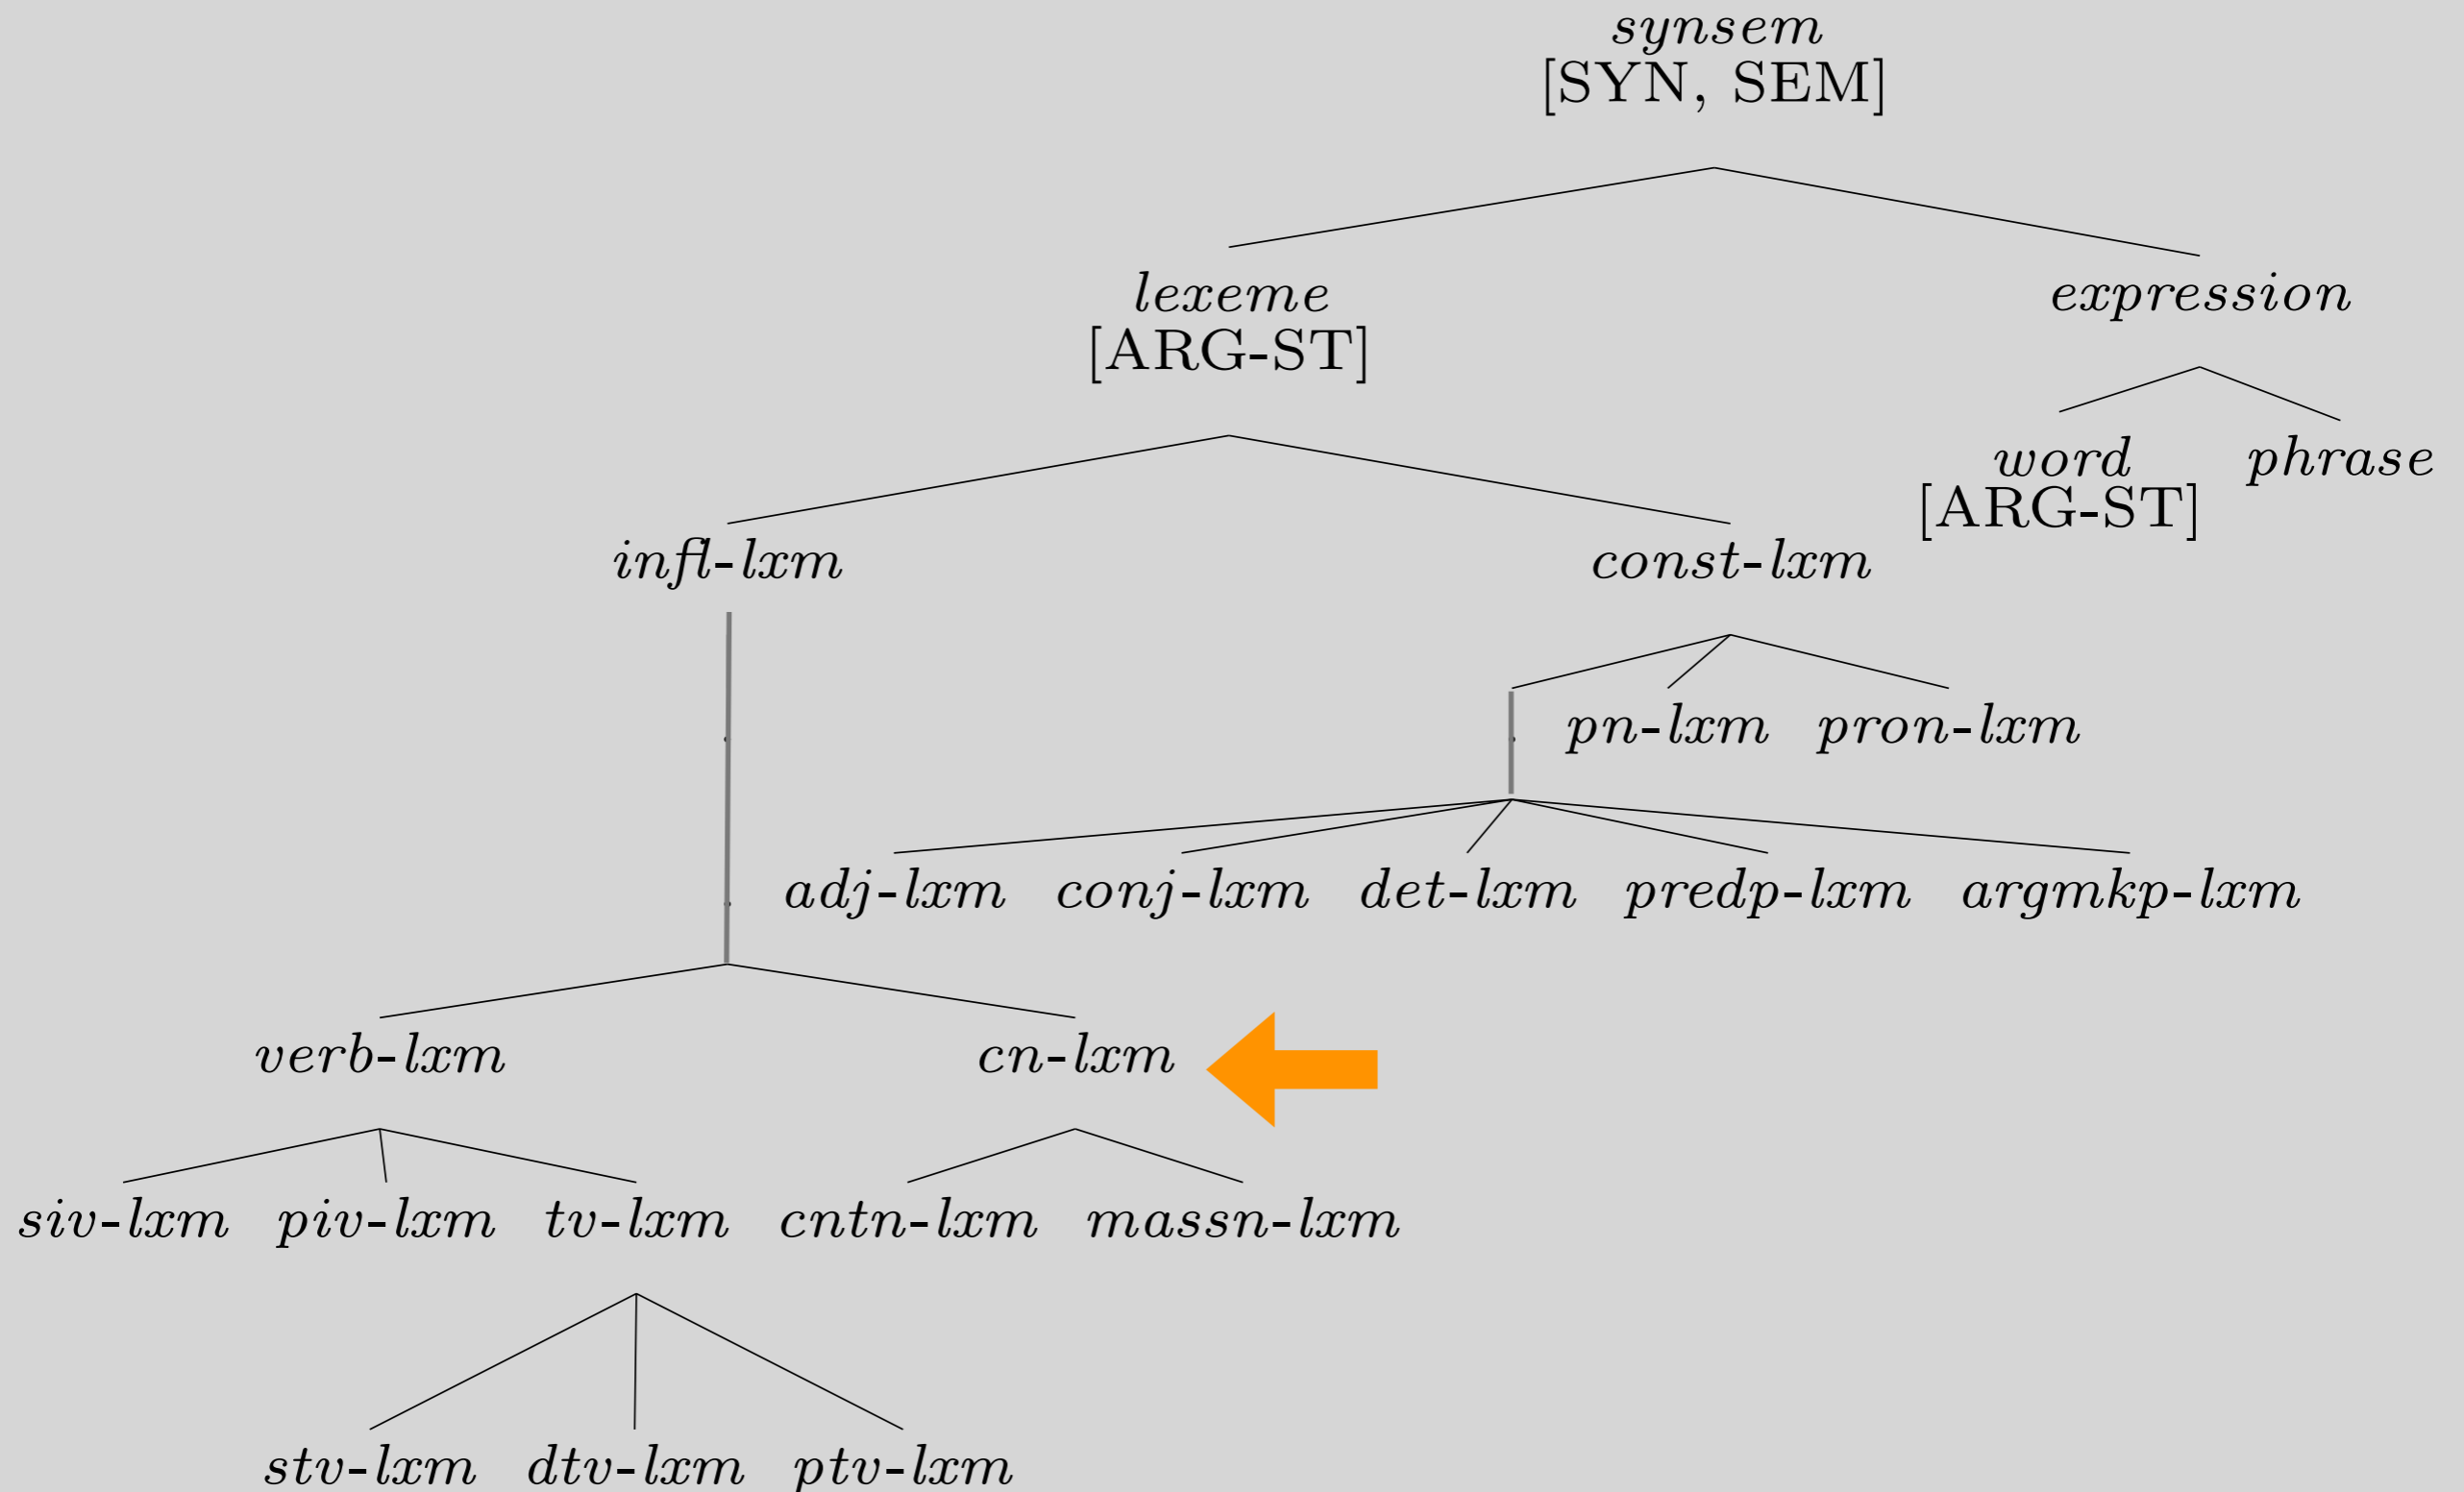 synsem
[SYN, SEM]
lexeme
[ARG-ST]
expression
word
[ARG-ST]
phrase
infl-lxm
const-lxm
pn-lxm pron-lxm
adj-lxm conj-lxm det-lxm predp-lxm argmkp-lxm
verb-lxm cn-lxm
siv-lxm piv-lxm tv-lxm cntn-lxm massn-lxm
stv-lxm dtv-lxm ptv-lxm